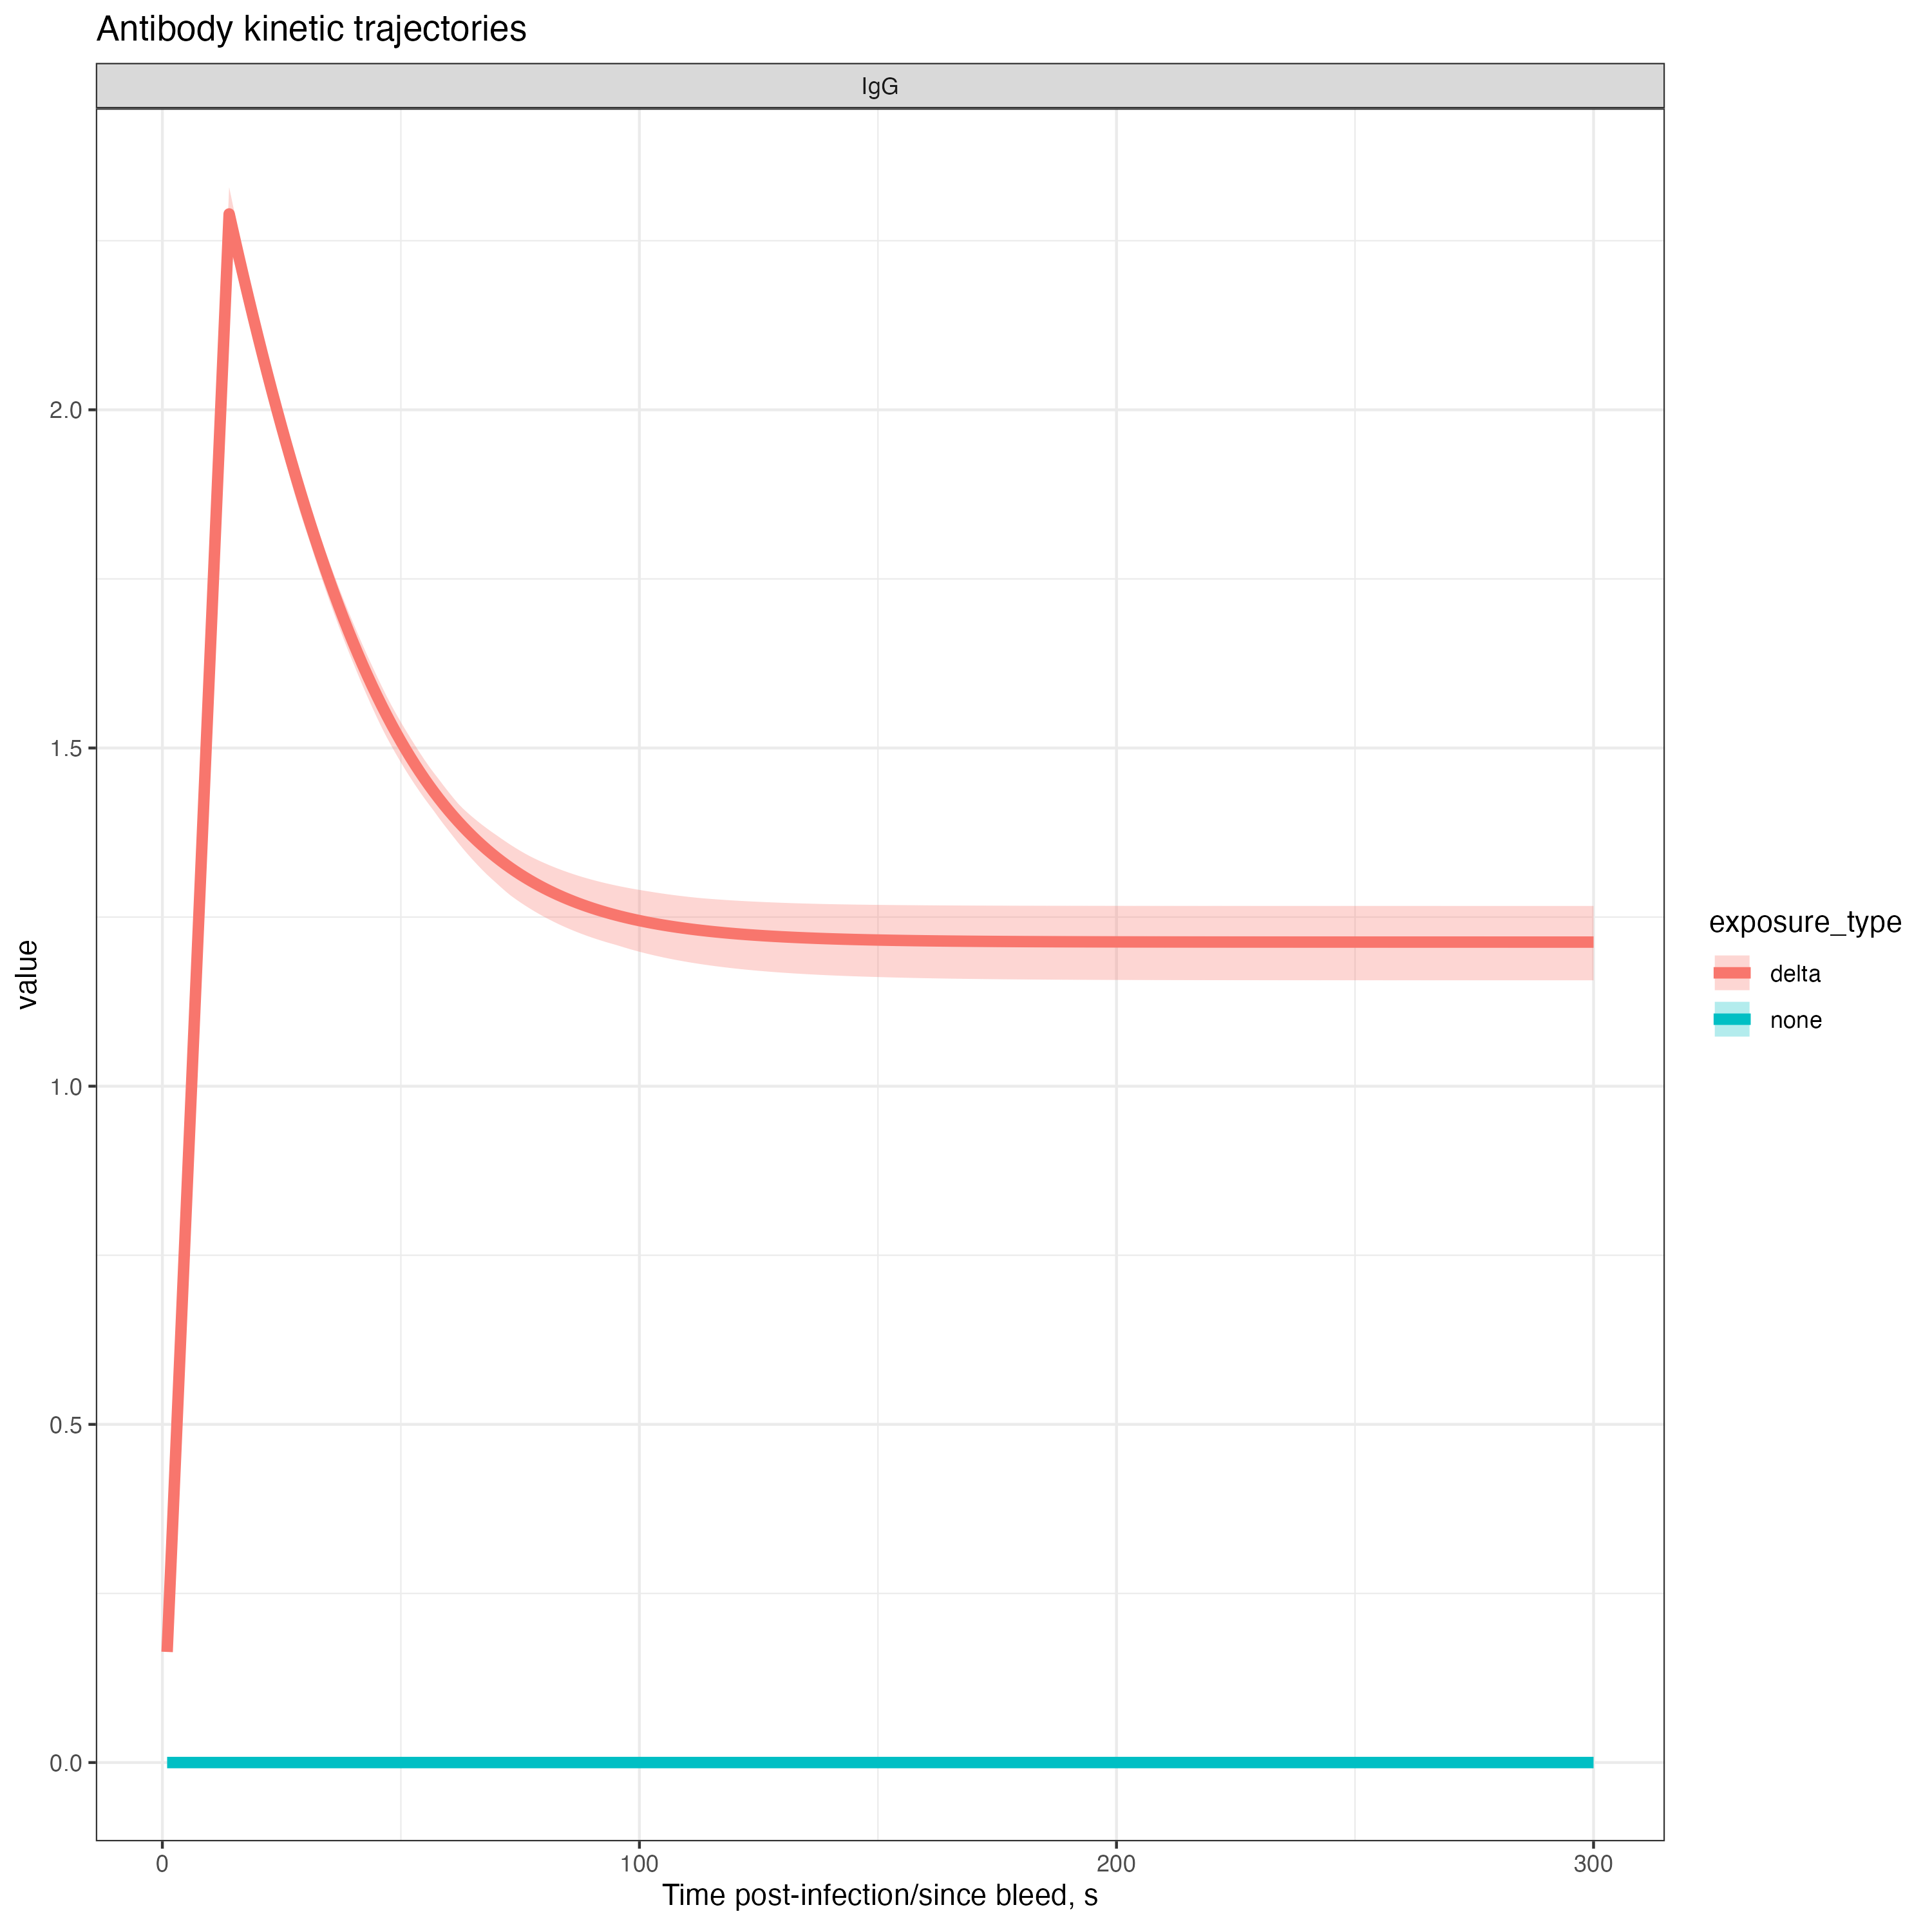 Antibody kinetic trajectories
IgG
2.0
1.5
1.0
0.5
0.0
value
0 100 200 300
Time post-infection/since bleed, s
exposure_type
delta
none